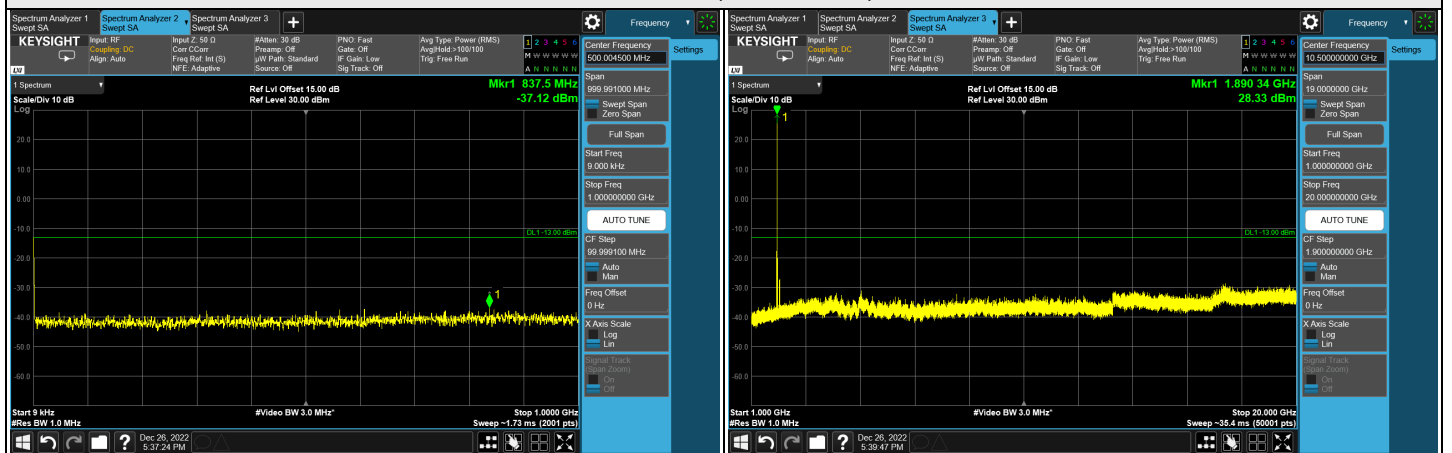 Spectrum Analyzer 1
Swept SA
Spectrum Analyzer 2
Swept SA
Spectrum Analyzer 3
Swept SA
Frequency
KEYSIGHT
Input: RF
Coupling: DC
Align: Auto
Input Z: 50 Ω
Corr CCorr
Freq Ref: Int (S)
NFE: Adaptive
#Atten: 30 dB
Preamp: Off
µW Path: Standard
Source: Off
PNO: Fast
Gate: Off
IF Gain: Low
Sig Track: Off
Avg Type: Power (RMS)
Avg|Hold:>100/100
Trig: Free Run
1 2 3 4 5 6
M W W W W W
A N N N N N
LXI
1 Spectrum
Scale/Div 10 dB
Log
Ref Lvl Offset 15.00 dB
Ref Level 30.00 dBm
Mkr1 837.5 MHz
-37.12 dBm
1
20.0
10.0
0.00
-10.0
DL1 -13.00 dBm
-20.0
-30.0
-40.0
-50.0
-60.0
Start 9 kHz
#Res BW 1.0 MHz
#Video BW 3.0 MHz*
Stop 1.0000 GHz
Sweep ~1.73 ms (2001 pts)
Dec 26, 2022
5:37:24 PM
Settings
Center Frequency
500.004500 MHz
Span
999.991000 MHz
Swept Span
Zero Span
Full Span
Start Freq
9.000 kHz
Stop Freq
1.000000000 GHz
AUTO TUNE
CF Step
99.999100 MHz
Auto
Man
Freq Offset
0 Hz
X Axis Scale
Log
Lin
Signal Track
(Span Zoom)
On
Off
Spectrum Analyzer 1
Swept SA
Spectrum Analyzer 2
Swept SA
Spectrum Analyzer 3
Swept SA
Frequency
KEYSIGHT
Input: RF
Coupling: DC
Align: Auto
Input Z: 50 Ω
Corr CCorr
Freq Ref: Int (S)
NFE: Adaptive
#Atten: 30 dB
Preamp: Off
µW Path: Standard
Source: Off
PNO: Fast
Gate: Off
IF Gain: Low
Sig Track: Off
Avg Type: Power (RMS)
Avg|Hold:>100/100
Trig: Free Run
1 2 3 4 5 6
M W W W W W
A N N N N N
LXI
1 Spectrum
Scale/Div 10 dB
Log
Ref Lvl Offset 15.00 dB
Ref Level 30.00 dBm
Mkr1 1.890 34 GHz
28.33 dBm
1
20.0
10.0
0.00
-10.0
DL1 -13.00 dBm
-20.0
-30.0
-40.0
-50.0
-60.0
Start 1.000 GHz
#Res BW 1.0 MHz
#Video BW 3.0 MHz*
Stop 20.000 GHz
Sweep ~35.4 ms (50001 pts)
Dec 26, 2022
5:39:47 PM
Settings
Center Frequency
10.500000000 GHz
Span
19.0000000 GHz
Swept Span
Zero Span
Full Span
Start Freq
1.000000000 GHz
Stop Freq
20.000000000 GHz
AUTO TUNE
CF Step
1.900000000 GHz
Auto
Man
Freq Offset
0 Hz
X Axis Scale
Log
Lin
Signal Track
(Span Zoom)
On
Off